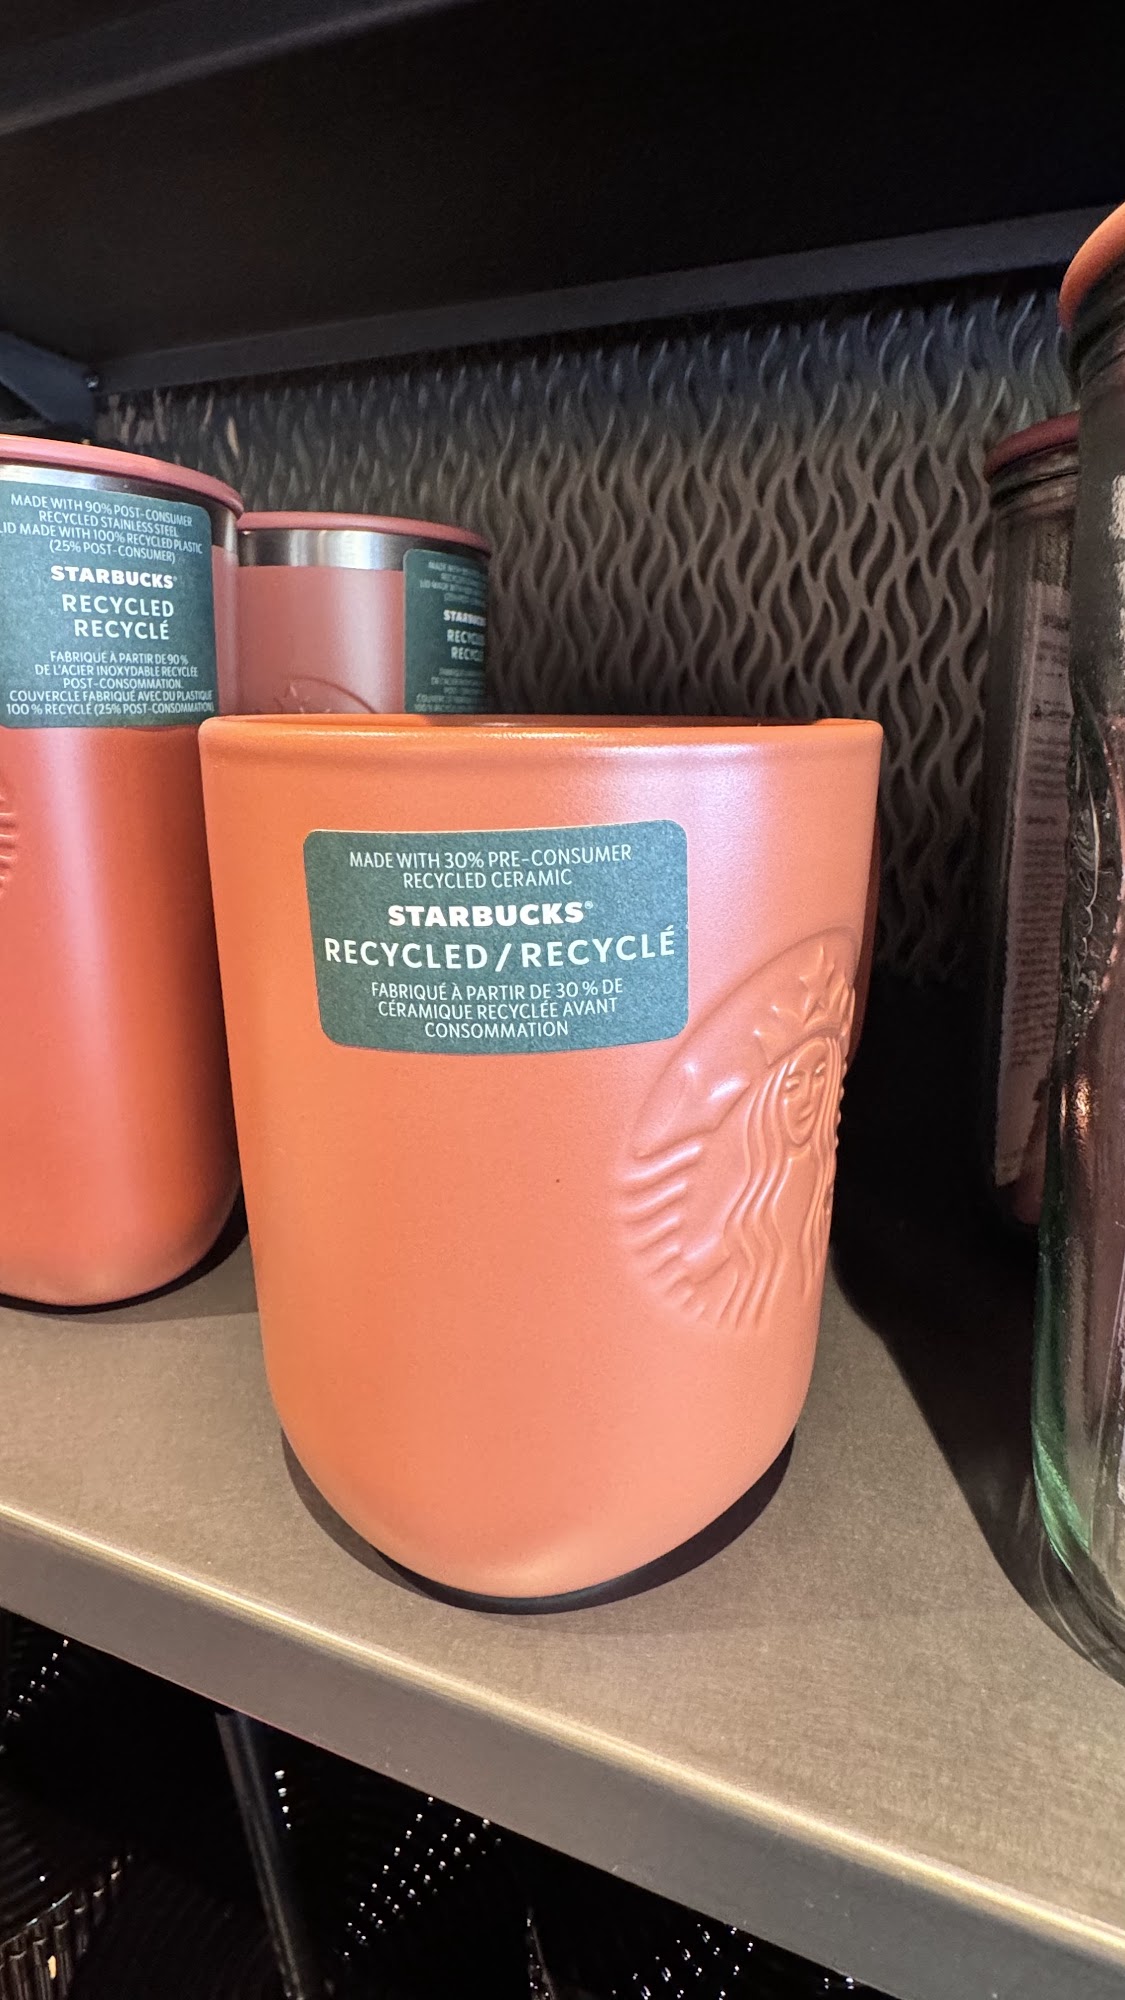 MADE WITH 90% POST-CONSUMER
RECYCLED STAINLESS STEEL
LID MADE WITH 100% RECYCLED PLASTIC
(25% POST-CONSUMER)
STARBUCKS®
RECYCLED
RECYCLÉ
FABRIQUÉ À PARTIR DE 90%
DE L'ACIER INOXYDABLE RECYCLÉE
POST-CONSOMMATION.
COUVERCLE FABRIQUÉ AVEC DU PLASTIQUE
100 % RECYCLÉ (25% POST-CONSOMMATION)
STARBUCKS
RECYCLED
RECYCLÉ
MADE WITH 30% PRE-CONSUMER
RECYCLED CERAMIC
STARBUCKS®
RECYCLED / RECYCLÉ
FABRIQUÉ À PARTIR DE 30 % DE
CÉRAMIQUE RECYCLÉE AVANT
CONSOMMATION